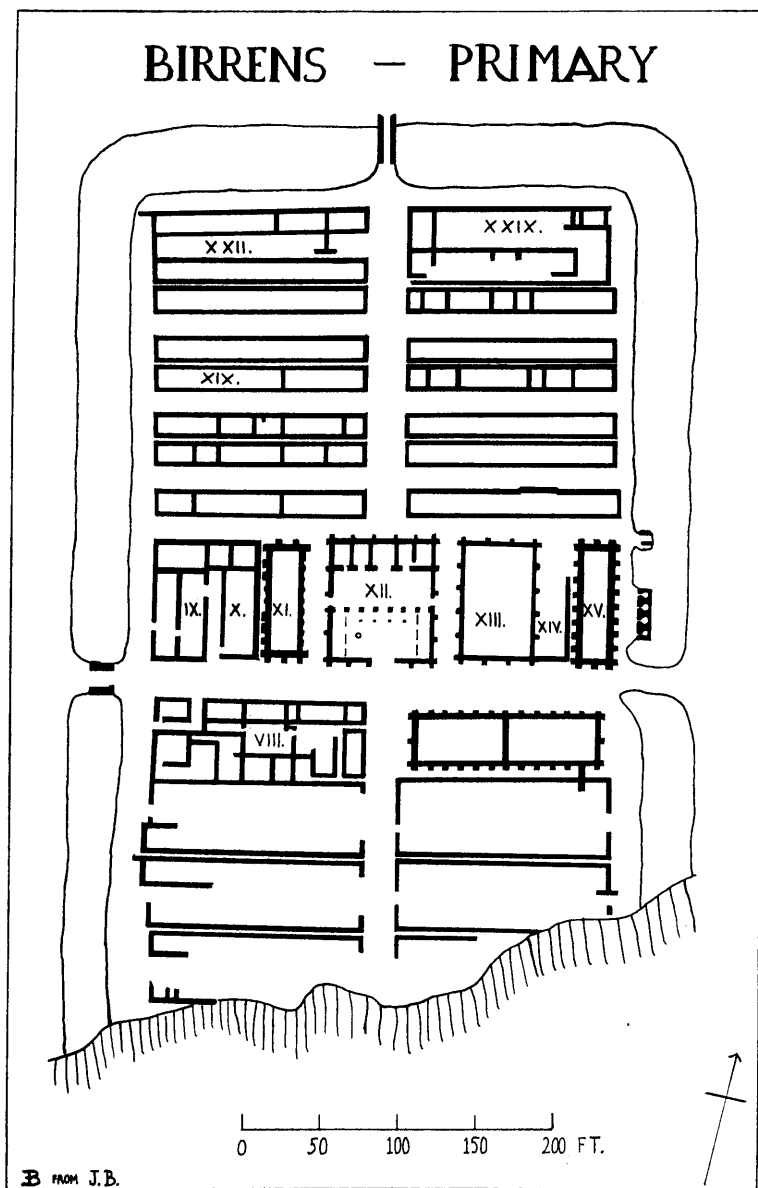 BIRRENS — PRIMARY
XXII.
XXIX.
XIX.
IX.
X.
XI.
XII.
XIII.
XIV.
XV.
VIII.
0 50 100 150 200 FT.
B FROM J.B.